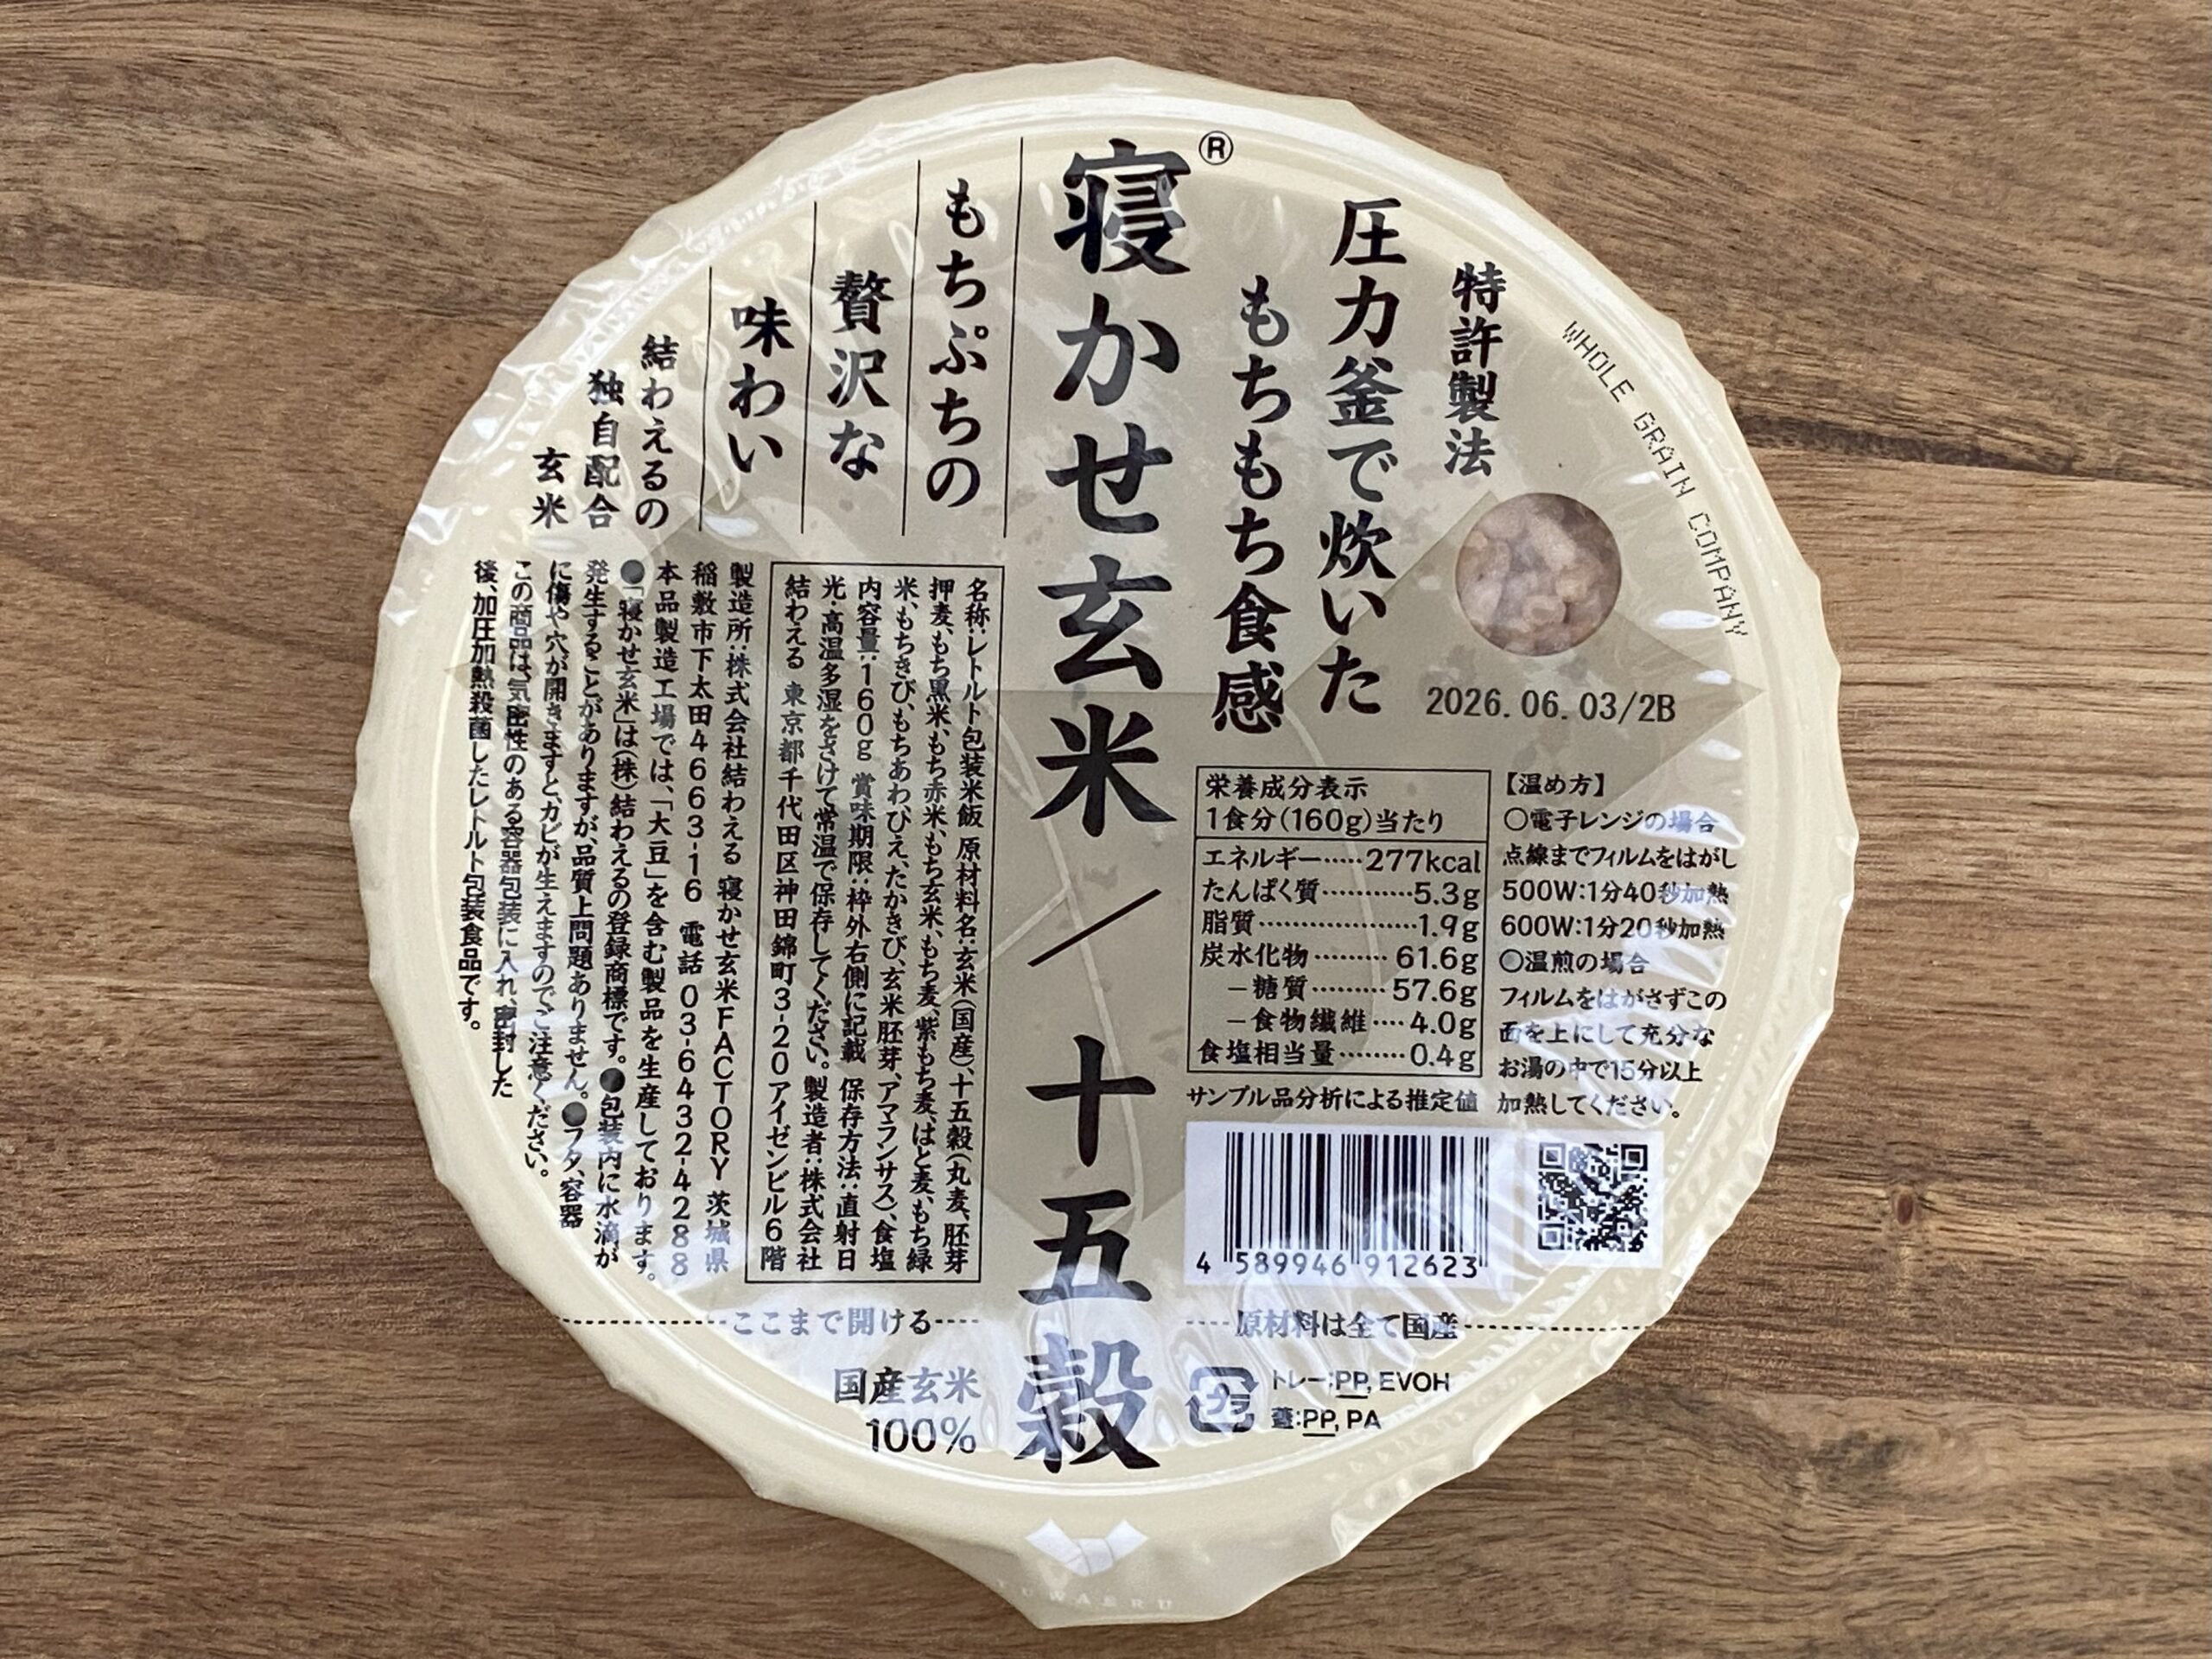 WHOLE GRAIN COMPANY
特許製法
圧力釜で炊いた
もちもち食感
寝かせ玄米®/十五穀
もちぷちの
贅沢な
味わい
結わえるの
独自配合
玄米
2026.06.03/2B
【温め方】
○電子レンジの場合
点線までフィルムをはがし
500W:1分40秒加熱
600W:1分20秒加熱
○温煎の場合
フィルムをはがさずこの
面を上にして充分な
お湯の中で15分以上
加熱してください。
栄養成分表示
1食分(160g)当たり
エネルギー……277kcal
たんぱく質…………5.3g
脂質…………………1.9g
炭水化物………61.6g
－糖質…………57.6g
－食物繊維……4.0g
食塩相当量………0.4g
サンプル品分析による推定値
4 589946 912623
名称:レトルト包装米飯 原材料名:玄米(国産)、十五穀(丸麦、胚芽
押麦、もち黒米、もち赤米、もち玄米、もち麦、紫もち麦、はと麦、もち緑
米、もちきび、もちあわ、ひえ、たかきび、玄米胚芽、アマランサス)、食塩
内容量:160g 賞味期限:枠外右側に記載 保存方法:直射日
光・高温多湿をさけて常温で保存してください。製造者:株式会社
結わえる 東京都千代田区神田錦町3-20アイゼンビル6階
製造所:株式会社結わえる 寝かせ玄米FACTORY 茨城県
稲敷市下太田4663-16 電話 03-6432-4288
本品製造工場では、「大豆」を含む製品を生産しております。
●「寝かせ玄米」は(株)結わえるの登録商標です。●包装内に水滴が
発生することがありますが、品質上問題ありません。●フタ、容器
に傷や穴が開きますと、カビが生えますのでご注意ください。
この商品は、気密性のある容器包装に入れ、密封した
後、加圧加熱殺菌したレトルト包装食品です。
ここまで開ける
原材料は全て国産
国産玄米
100%
プラ
トレー:PP, EVOH
蓋:PP, PA
YUWAERU